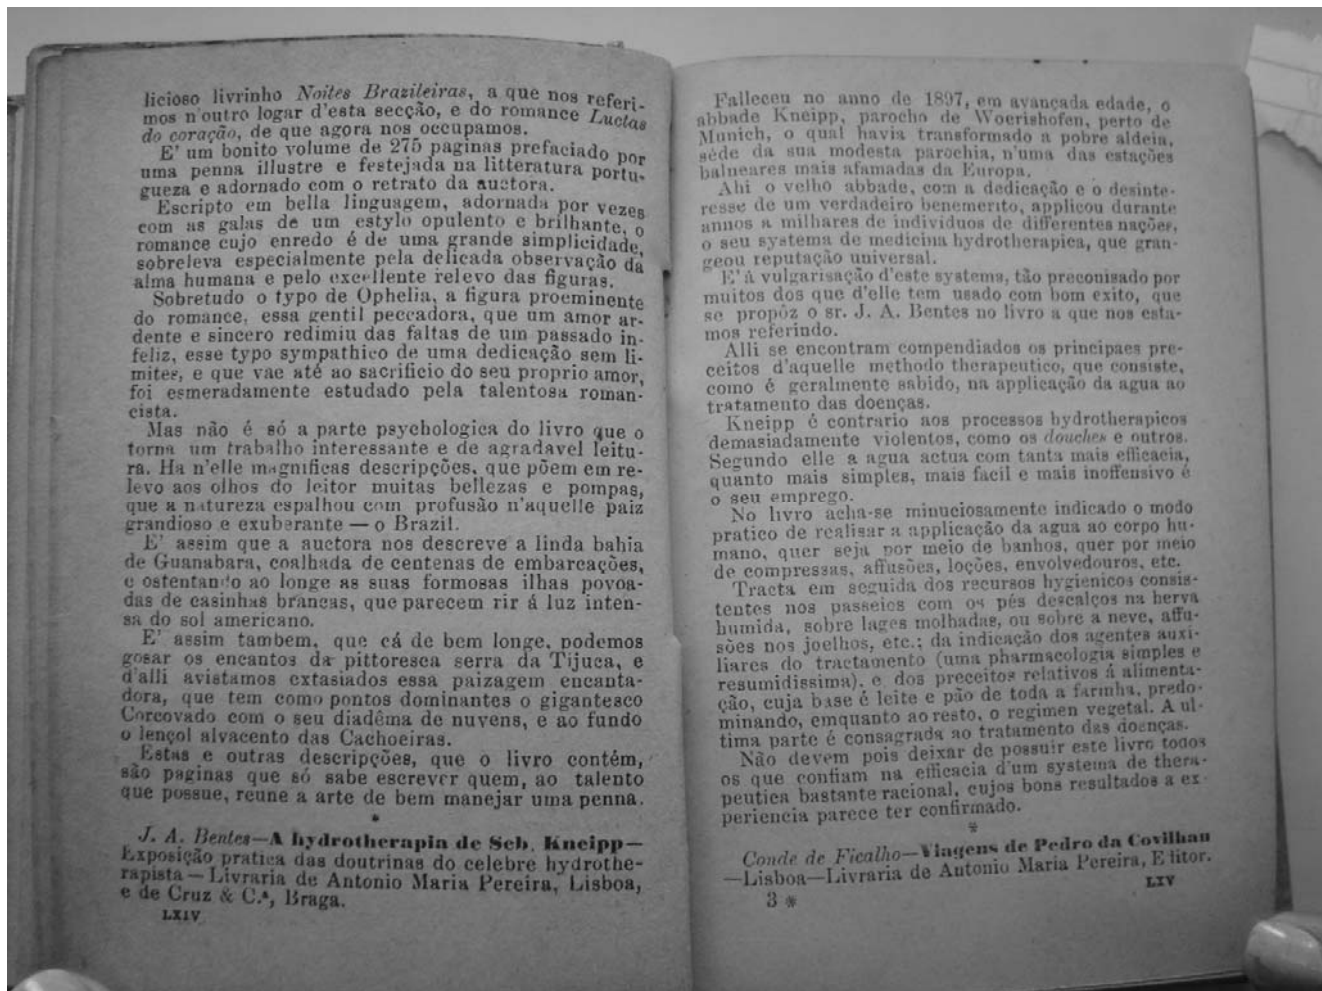 licioso livrinho Noites Brazileiras, a que nos referi-
mos n'outro logar d'esta secção, e do romance Luctas
do coração, de que agora nos occupamos.
E' um bonito volume de 275 paginas prefaciado por
uma penna illustre e festejada na litteratura portu-
gueza e adornado com o retrato da auctora.
Escripto em bella linguagem, adornada por vezes
com as galas de um estylo opulento e brilhante, o
romance cujo enredo é de uma grande simplicidade,
sobreleva especialmente pela delicada observação da
alma humana e pelo excellente relevo das figuras.
Sobretudo o typo de Ophelia, a figura proeminente
do romance, essa gentil peccadora, que um amor ar-
dente e sincero redimiu das faltas de um passado in-
feliz, esse typo sympathico de uma dedicação sem li-
mites, e que vae até ao sacrificio do seu proprio amor,
foi esmeradamente estudado pela talentosa roman-
cista.
Mas não é só a parte psychologica do livro que o
torna um trabalho interessante e de agradavel leitu-
ra. Ha n'elle magnificas descripções, que põem em re-
levo aos olhos do leitor muitas bellezas e pompas,
que a natureza espalhou com profusão n'aquelle paiz
grandioso e exuberante — o Brazil.
E' assim que a auctora nos descreve a linda bahia
de Guanabara, coalhada de centenas de embarcações,
e ostentando ao longe as suas formosas ilhas povoa-
das de casinhas brancas, que parecem rir á luz inten-
sa do sol americano.
E' assim tambem, que cá de bem longe, podemos
gosar os encantos da pittoresca serra da Tijuca, e
d'alli avistamos extasiados essa paizagem encanta-
dora, que tem como pontos dominantes o gigantesco
Corcovado com o seu diadêma de nuvens, e ao fundo
o lençol alvacento das Cachoeiras.
Estas e outras descripções, que o livro contém,
são paginas que só sabe escrever quem, ao talento
que possue, reune a arte de bem manejar uma penna.
*
J. A. Bentes—A hydrotherapia de Seb. Kneipp—
Exposição pratica das doutrinas do celebre hydrothe-
rapista — Livraria de Antonio Maria Pereira, Lisboa,
e de Cruz & C.ª, Braga.
LXIV
Falleceu no anno de 1897, em avançada edade, o
abbade Kneipp, parocho de Woerishofen, perto de
Munich, o qual havia transformado a pobre aldeia,
séde da sua modesta parochia, n'uma das estações
balneares mais afamadas da Europa.
Ahi o velho abbade, com a dedicação e o desinte-
resse de um verdadeiro benemerito, applicou durante
annos a milhares de individuos de differentes nações,
o seu systema de medicina hydrotherapica, que gran-
geou reputação universal.
E' á vulgarisação d'este systema, tão preconisado por
muitos dos que d'elle tem usado com bom exito, que
se propôz o sr. J. A. Bentes no livro a que nos esta-
mos referindo.
Alli se encontram compendiados os principaes pre-
ceitos d'aquelle methodo therapeutico, que consiste,
como é geralmente sabido, na applicação da agua ao
tratamento das doenças.
Kneipp é contrario aos processos hydrotherapicos
demasiadamente violentos, como os douches e outros.
Segundo elle a agua actua com tanta mais efficacia,
quanto mais simples, mais facil e mais inoffensivo é
o seu emprego.
No livro acha-se minuciosamente indicado o modo
pratico de realisar a applicação da agua ao corpo hu-
mano, quer seja por meio de banhos, quer por meio
de compressas, affusões, loções, envolvedouros, etc.
Tracta em seguida dos recursos hygienicos consis-
tentes nos passeios com os pés descalços na herva
humida, sobre lages molhadas, ou sobre a neve, affu-
sões nos joelhos, etc.; da indicação dos agentes auxi-
liares do tractamento (uma pharmacologia simples e
resumidissima), e dos preceitos relativos á alimenta-
ção, cuja base é leite e pão de toda a farinha, predo-
minando, emquanto ao resto, o regimen vegetal. A ul-
tima parte é consagrada ao tratamento das doenças.
Não devem pois deixar de possuir este livro todos
os que confiam na efficacia d'um systema de thera-
peutica bastante racional, cujos bons resultados a ex-
periencia parece ter confirmado.
*
Conde de Ficalho—Viagens de Pedro da Covilhan
—Lisboa—Livraria de Antonio Maria Pereira, Editor.
3 *
LXV